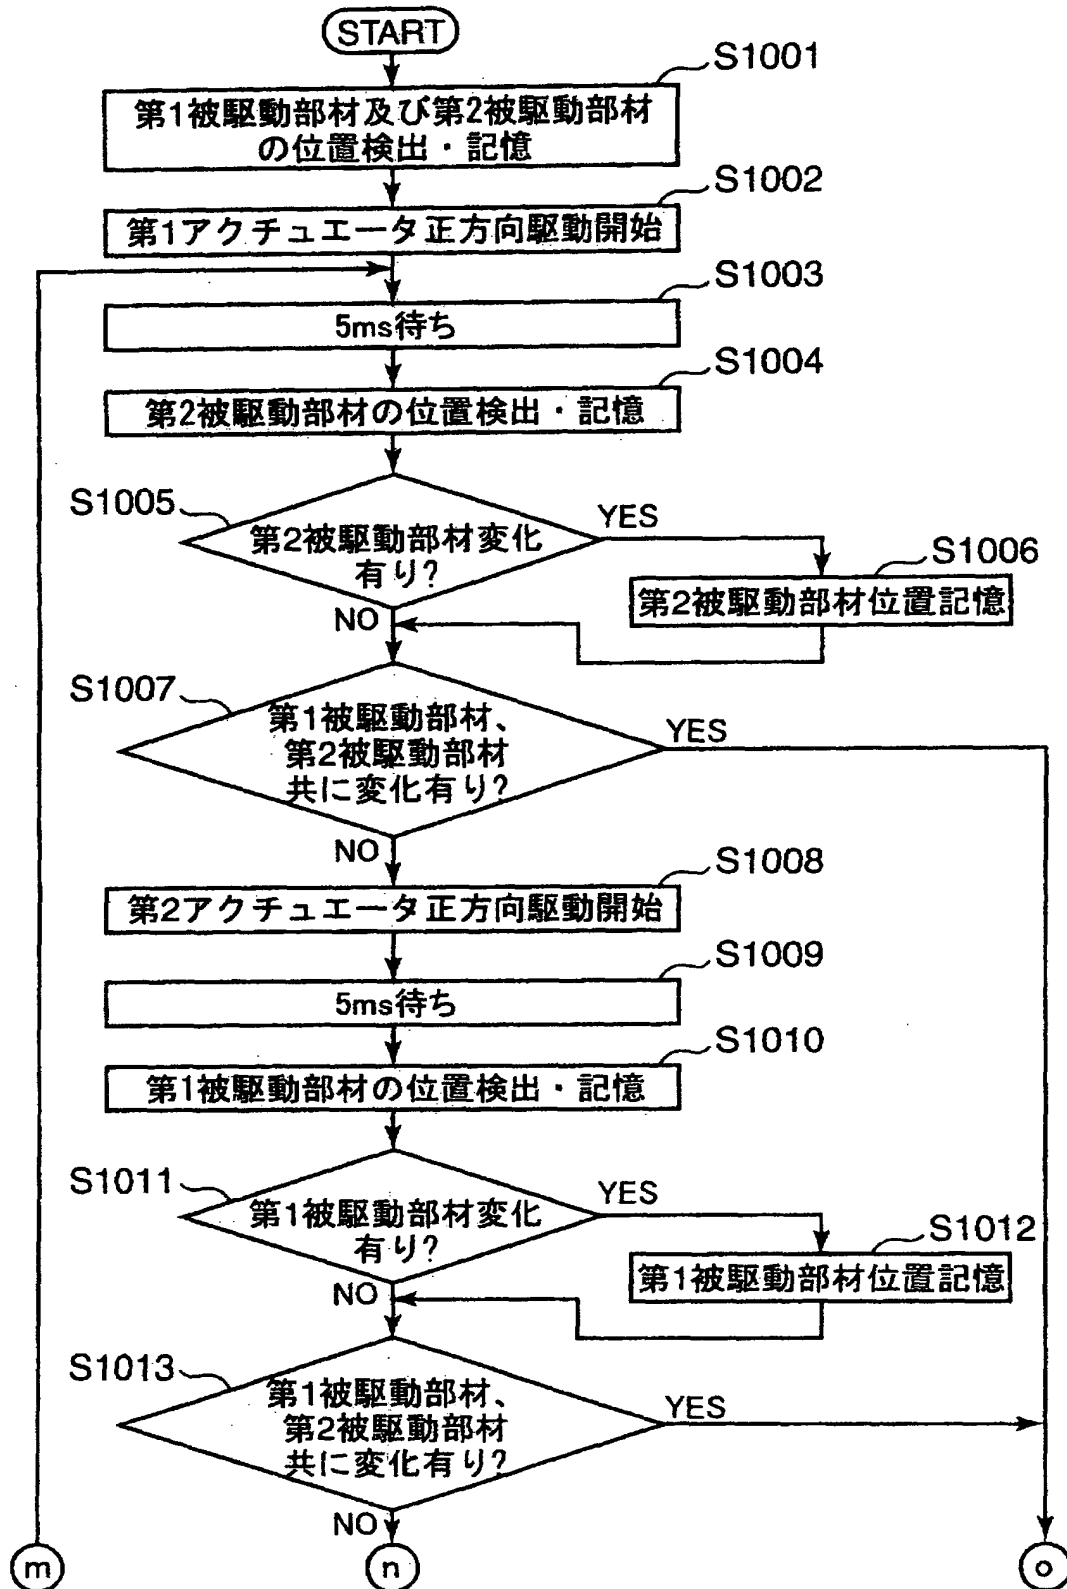 START
S1001
第1被駆動部材及び第2被駆動部材
の位置検出・記憶
S1002
第1アクチュエータ正方向駆動開始
S1003
5ms待ち
S1004
第2被駆動部材の位置検出・記憶
S1005
第2被駆動部材変化
有り?
YES
S1006
第2被駆動部材位置記憶
NO
S1007
第1被駆動部材、
第2被駆動部材
共に変化有り?
YES
NO
S1008
第2アクチュエータ正方向駆動開始
S1009
5ms待ち
S1010
第1被駆動部材の位置検出・記憶
S1011
第1被駆動部材変化
有り?
YES
S1012
第1被駆動部材位置記憶
NO
S1013
第1被駆動部材、
第2被駆動部材
共に変化有り?
YES
NO
m
n
o